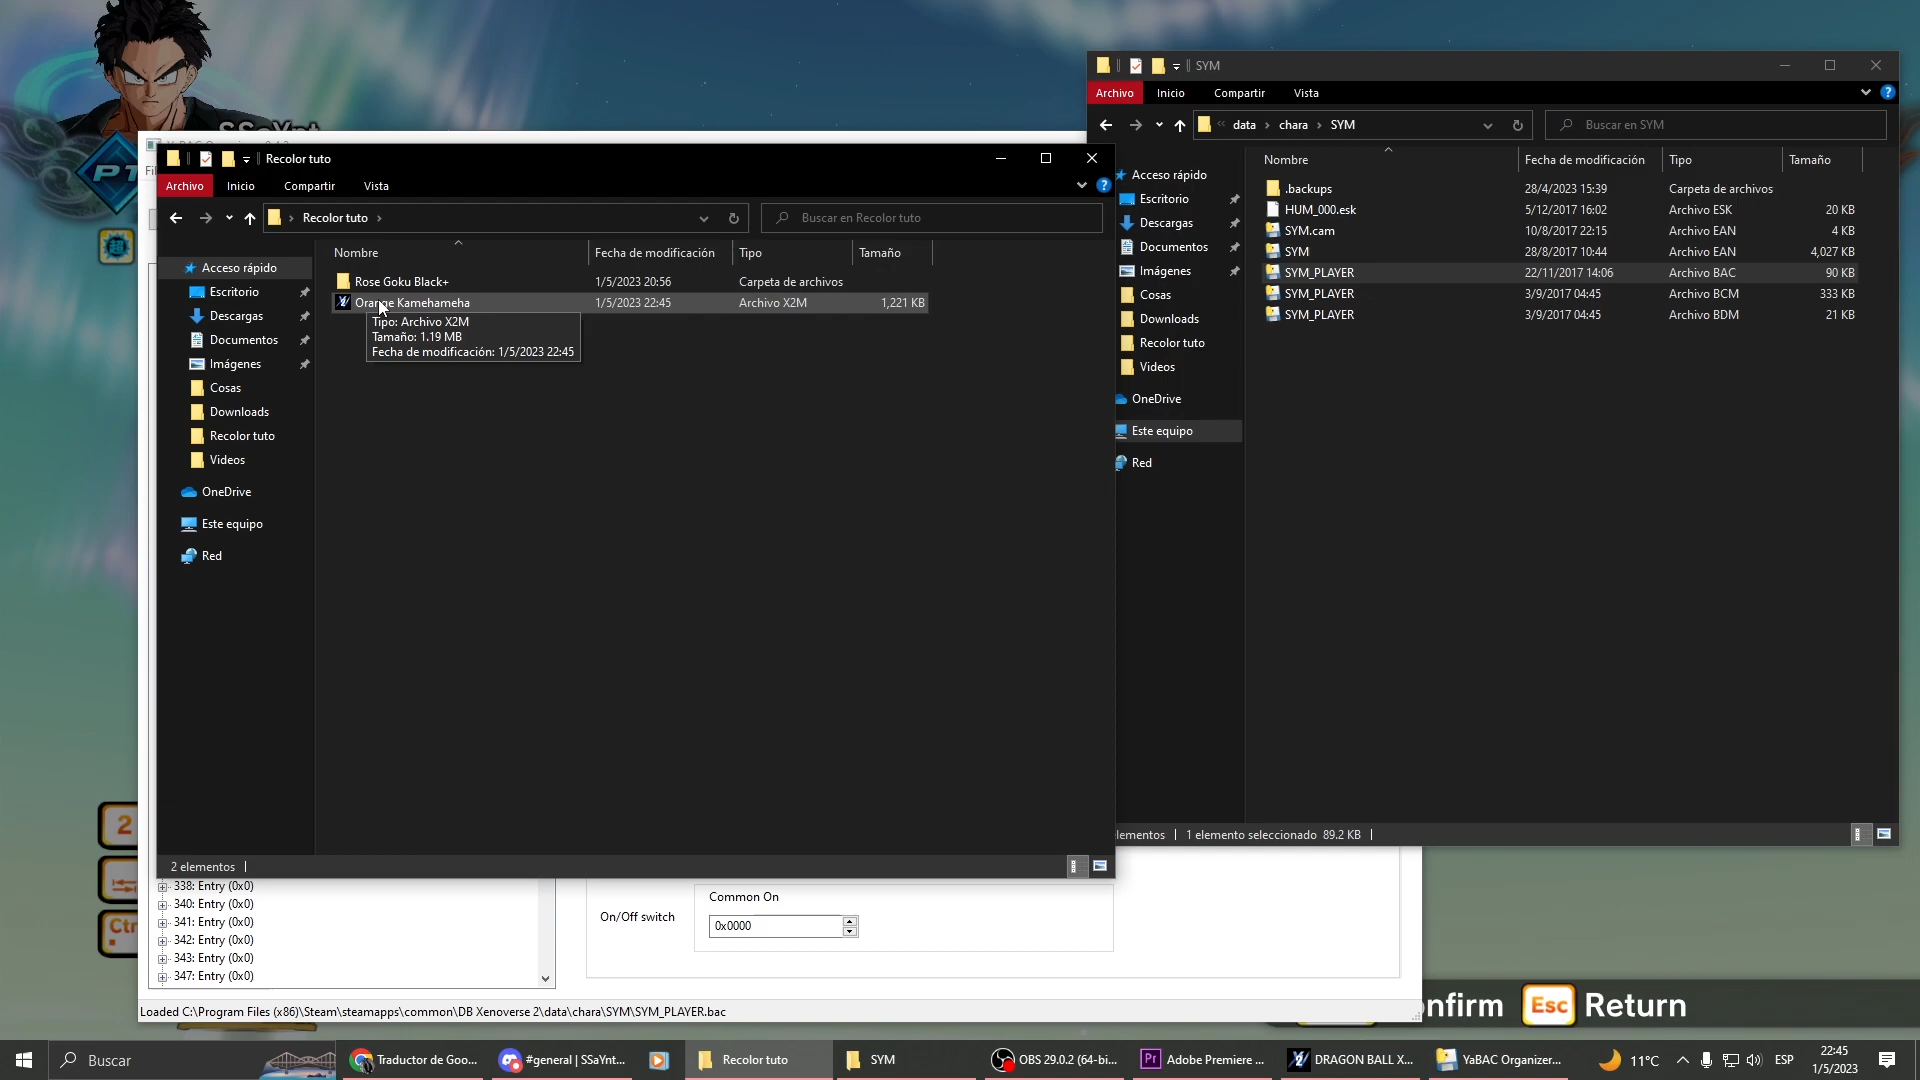 SSaYnt
SYM
Archivo Inicio Compartir Vista
data > chara > SYM
Buscar en SYM
Nombre Fecha de modificación Tipo Tamaño
Acceso rápido
Escritorio
Descargas
Documentos
Imágenes
Cosas
Downloads
Recolor tuto
Videos
OneDrive
Este equipo
Red
.backups 28/4/2023 15:39 Carpeta de archivos
HUM_000.esk 5/12/2017 16:02 Archivo ESK 20 KB
SYM.cam 10/8/2017 22:15 Archivo EAN 4 KB
SYM 28/8/2017 10:44 Archivo EAN 4,027 KB
SYM_PLAYER 22/11/2017 14:06 Archivo BAC 90 KB
SYM_PLAYER 3/9/2017 04:45 Archivo BCM 333 KB
SYM_PLAYER 3/9/2017 04:45 Archivo BDM 21 KB
lementos 1 elemento seleccionado 89.2 KB
Recolor tuto
Archivo Inicio Compartir Vista
Recolor tuto >
Buscar en Recolor tuto
Nombre Fecha de modificación Tipo Tamaño
Acceso rápido
Escritorio
Descargas
Documentos
Imágenes
Cosas
Downloads
Recolor tuto
Videos
OneDrive
Este equipo
Red
Rose Goku Black+ 1/5/2023 20:56 Carpeta de archivos
Orange Kamehameha 1/5/2023 22:45 Archivo X2M 1,221 KB
Tipo: Archivo X2M
Tamaño: 1.19 MB
Fecha de modificación: 1/5/2023 22:45
2 elementos
338: Entry (0x0)
340: Entry (0x0)
341: Entry (0x0)
342: Entry (0x0)
343: Entry (0x0)
347: Entry (0x0)
Common On
On/Off switch
0x0000
Loaded C:\Program Files (x86)\Steam\steamapps\common\DB Xenoverse 2\data\chara\SYM\SYM_PLAYER.bac
PT
超
2
Ctr
nfirm Esc Return
Buscar
Traductor de Goo...
#general | SSaYnt...
Recolor tuto
SYM
OBS 29.0.2 (64-bi...
Pr Adobe Premiere ...
DRAGON BALL X...
YaBAC Organizer...
11°C
ESP
22:45
1/5/2023